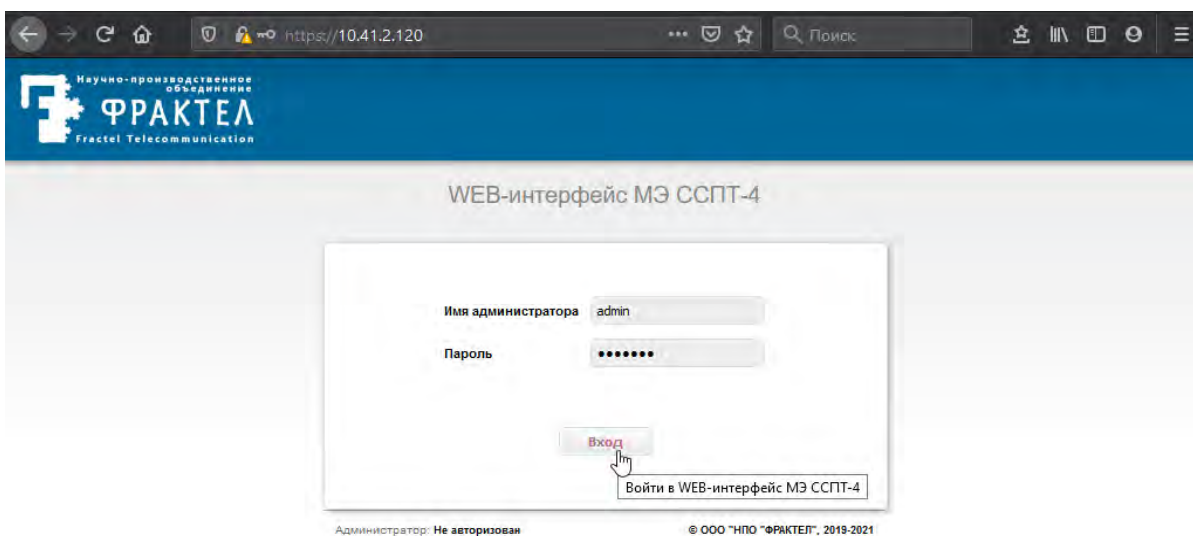 https://10.41.2.120
Поиск
Научно-производственное
объединение
ФРАКТЕЛ
Fractel Telecommunication
WEB-интерфейс МЭ ССПТ-4
Имя администратора admin
Пароль •••••••
Вход
Войти в WEB-интерфейс МЭ ССПТ-4
Администратор: Не авторизован
© ООО "НПО "ФРАКТЕЛ", 2019-2021